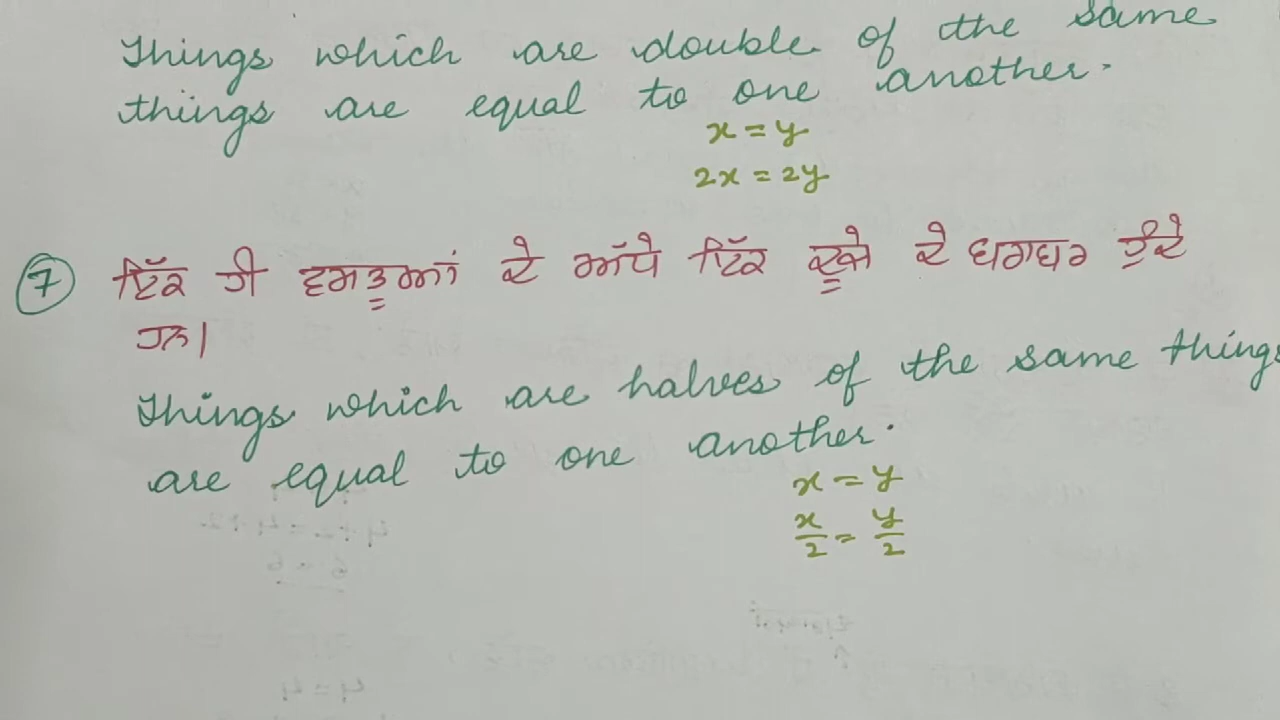 Things which are double of the same
things are equal to one another.
x = y
2x = 2y
7 ਇੱਕ ਹੀ ਵਸਤੂਆਂ ਦੇ ਅੱਧੇ ਇੱਕ ਦੂਜੇ ਦੇ ਬਰਾਬਰ ਹੁੰਦੇ
ਹਨ।
Things which are halves of the same things
are equal to one another.
x = y
x/2 = y/2